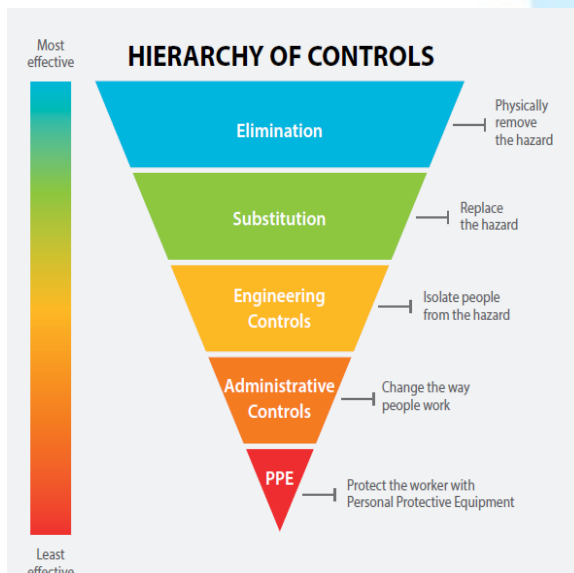 Most
effective
HIERARCHY OF CONTROLS
Elimination
Physically
remove
the hazard
Substitution
Replace
the hazard
Engineering
Controls
Isolate people
from the hazard
Administrative
Controls
Change the way
people work
PPE
Protect the worker with
Personal Protective Equipment
Least
effective